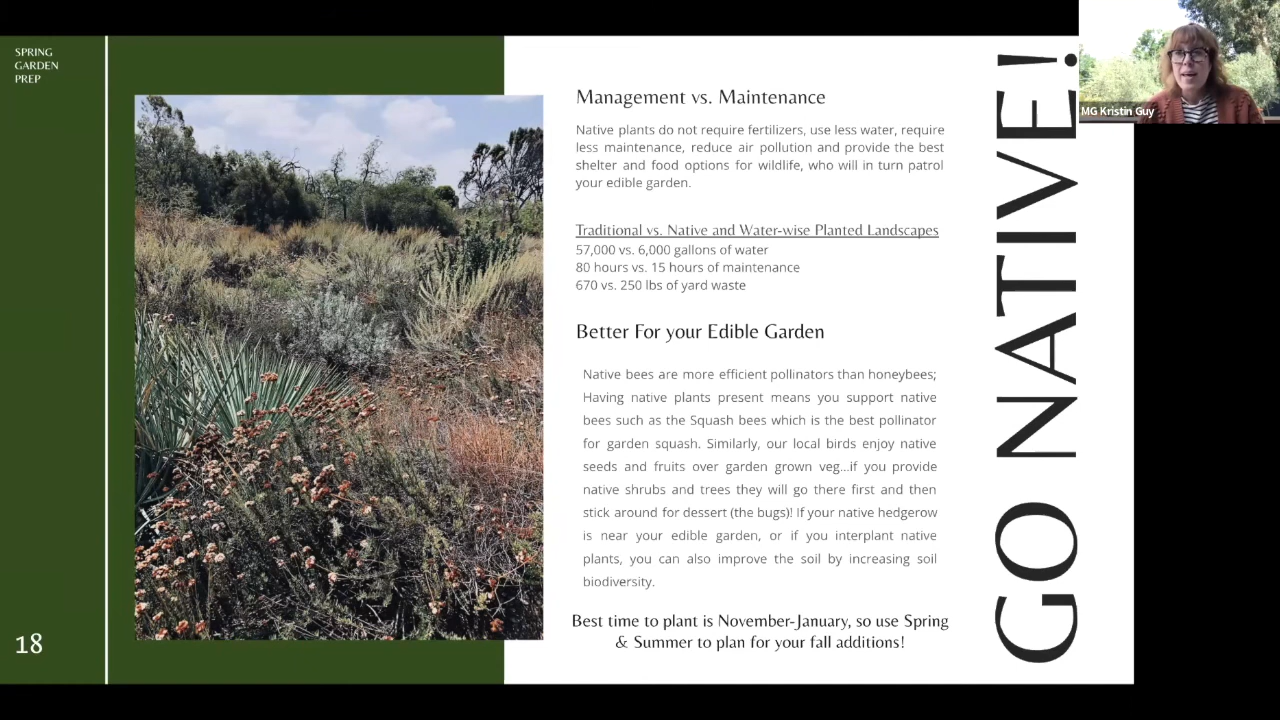 SPRING
GARDEN
PREP
MG Kristin Guy
Management vs. Maintenance
Native plants do not require fertilizers, use less water, require
less maintenance, reduce air pollution and provide the best
shelter and food options for wildlife, who will in turn patrol
your edible garden.
Traditional vs. Native and Water-wise Planted Landscapes
57,000 vs. 6,000 gallons of water
80 hours vs. 15 hours of maintenance
670 vs. 250 lbs of yard waste
Better For your Edible Garden
Native bees are more efficient pollinators than honeybees;
Having native plants present means you support native
bees such as the Squash bees which is the best pollinator
for garden squash. Similarly, our local birds enjoy native
seeds and fruits over garden grown veg...if you provide
native shrubs and trees they will go there first and then
stick around for dessert (the bugs)! If your native hedgerow
is near your edible garden, or if you interplant native
plants, you can also improve the soil by increasing soil
biodiversity.
Best time to plant is November-January, so use Spring
& Summer to plan for your fall additions!
GO NATIVE!
18